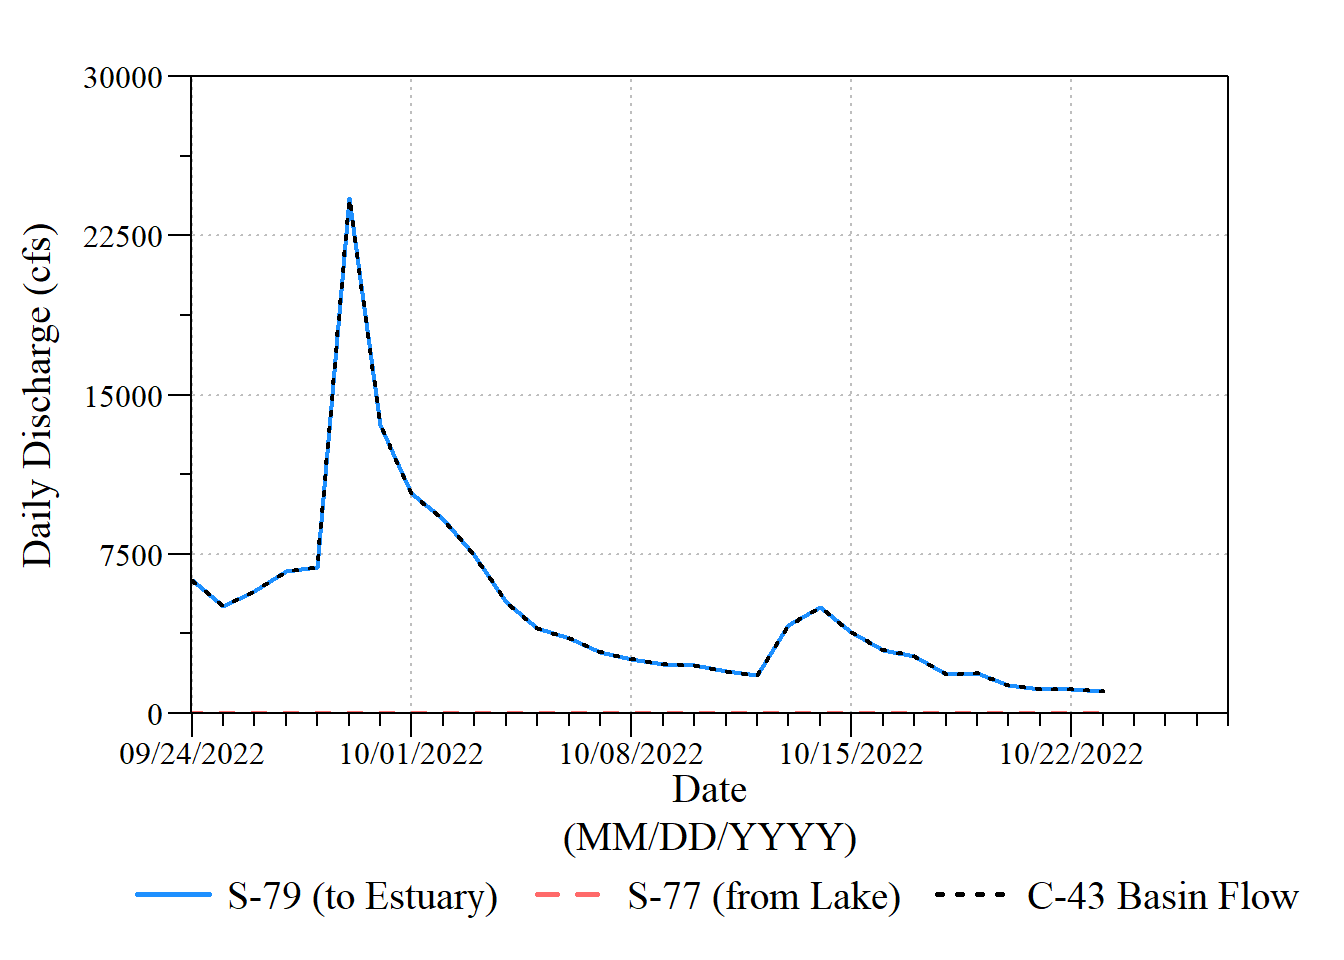 30000
22500
15000
7500
0
Daily Discharge (cfs)
09/24/2022 10/01/2022 10/08/2022 10/15/2022 10/22/2022
Date
(MM/DD/YYYY)
S-79 (to Estuary) S-77 (from Lake) C-43 Basin Flow